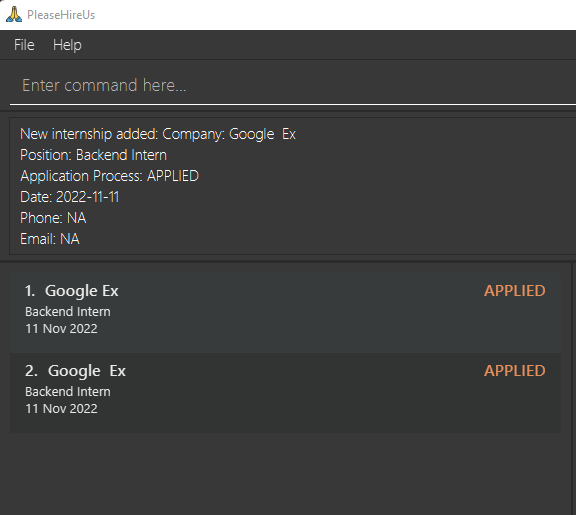 PleaseHireUs
File Help
Enter command here...
New internship added: Company: Google  Ex
Position: Backend Intern
Application Process: APPLIED
Date: 2022-11-11
Phone: NA
Email: NA
1. Google Ex APPLIED
Backend Intern
11 Nov 2022
2. Google  Ex APPLIED
Backend Intern
11 Nov 2022